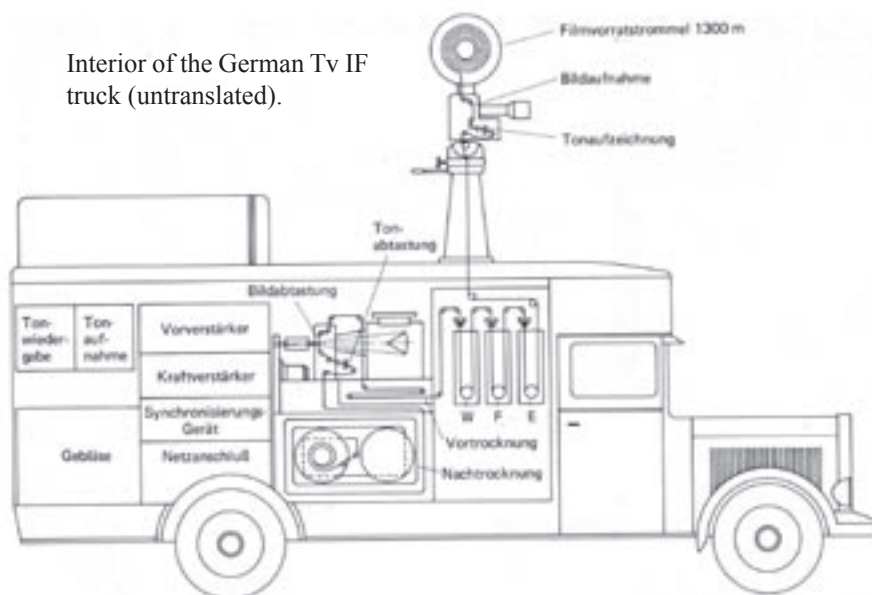 Interior of the German Tv IF
truck (untranslated).
Filmvorratstrommel 1300 m
Bildaufnahme
Tonaufzeichnung
Ton-
abtastung
Bildabtastung
Ton-
wieder-
gabe
Ton-
auf-
nahme
Vorverstärker
Kraftverstärker
Synchronisierungs-
Gerät
Gebläse
Netzanschluß
W F E
Vortrocknung
Nachtrocknung